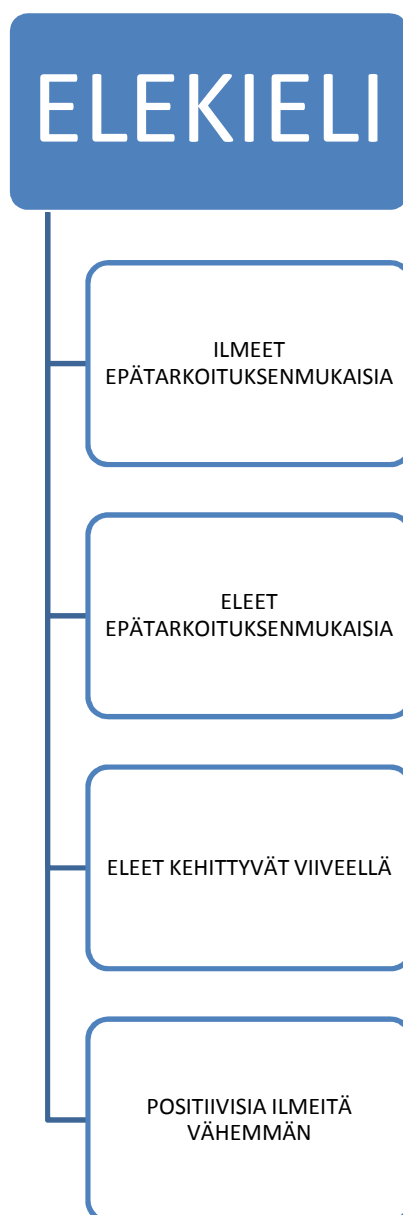 ELEKIELI
ILMEET
EPÄTARKOITUKSENMUKAISIA
ELEET
EPÄTARKOITUKSENMUKAISIA
ELEET KEHITTYVÄT VIIVEELLÄ
POSITIIVISIA ILMEITÄ
VÄHEMMÄN